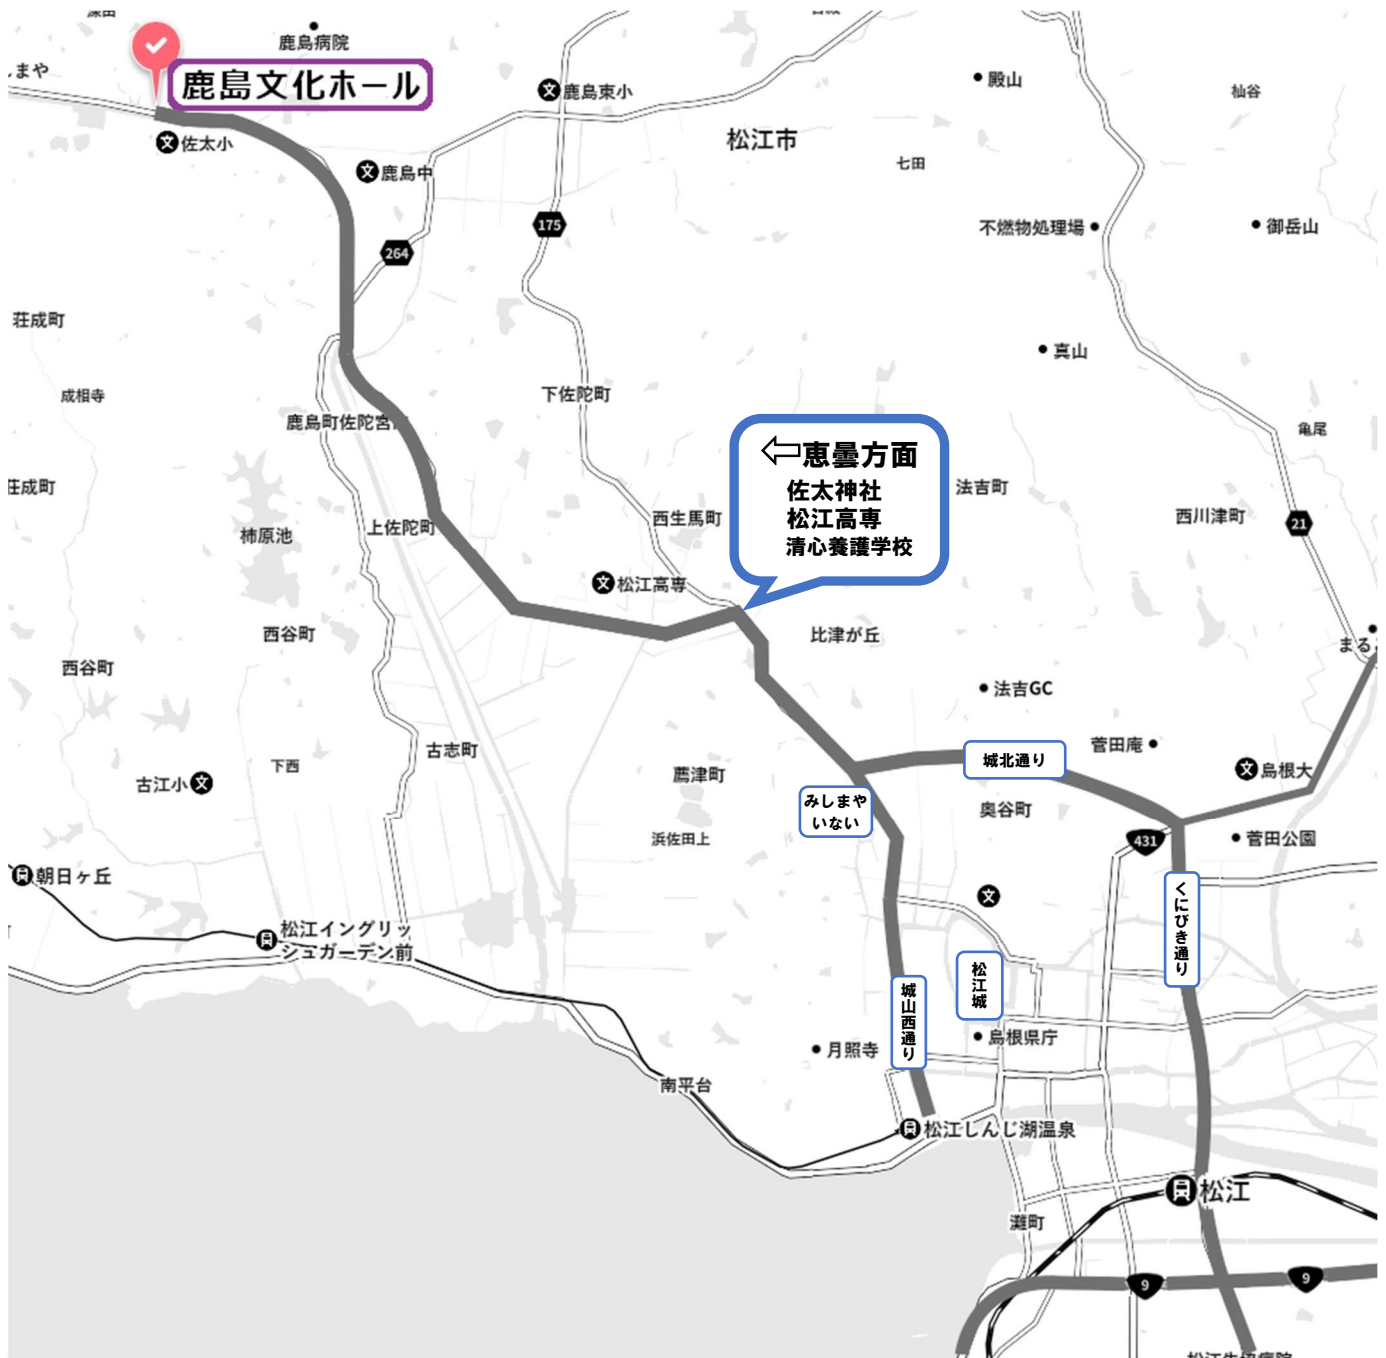 鹿島病院
しまや
鹿島文化ホール
佐太小
鹿島中
鹿島東小
松江市
殿山
杣谷
七田
175
264
不燃物処理場
御岳山
荘成町
成相寺
真山
下佐陀町
鹿島町佐陀宮
亀尾
恵曇方面
佐太神社
松江高専
清心養護学校
荘成町
法吉町
西川津町
21
柿原池
上佐陀町
西生馬町
松江高専
西谷町
比津が丘
まる
西谷町
法吉GC
古志町
菅田庵
城北通り
島根大
下西
古江小
薦津町
みしまや
いない
奥谷町
浜佐田上
431
菅田公園
朝日ヶ丘
くにびき通り
松江イングリッ
シュガーデン前
松江城
城山西通り
月照寺
島根県庁
南平台
松江しんじ湖温泉
松江
灘町
9
9
松江生協病院